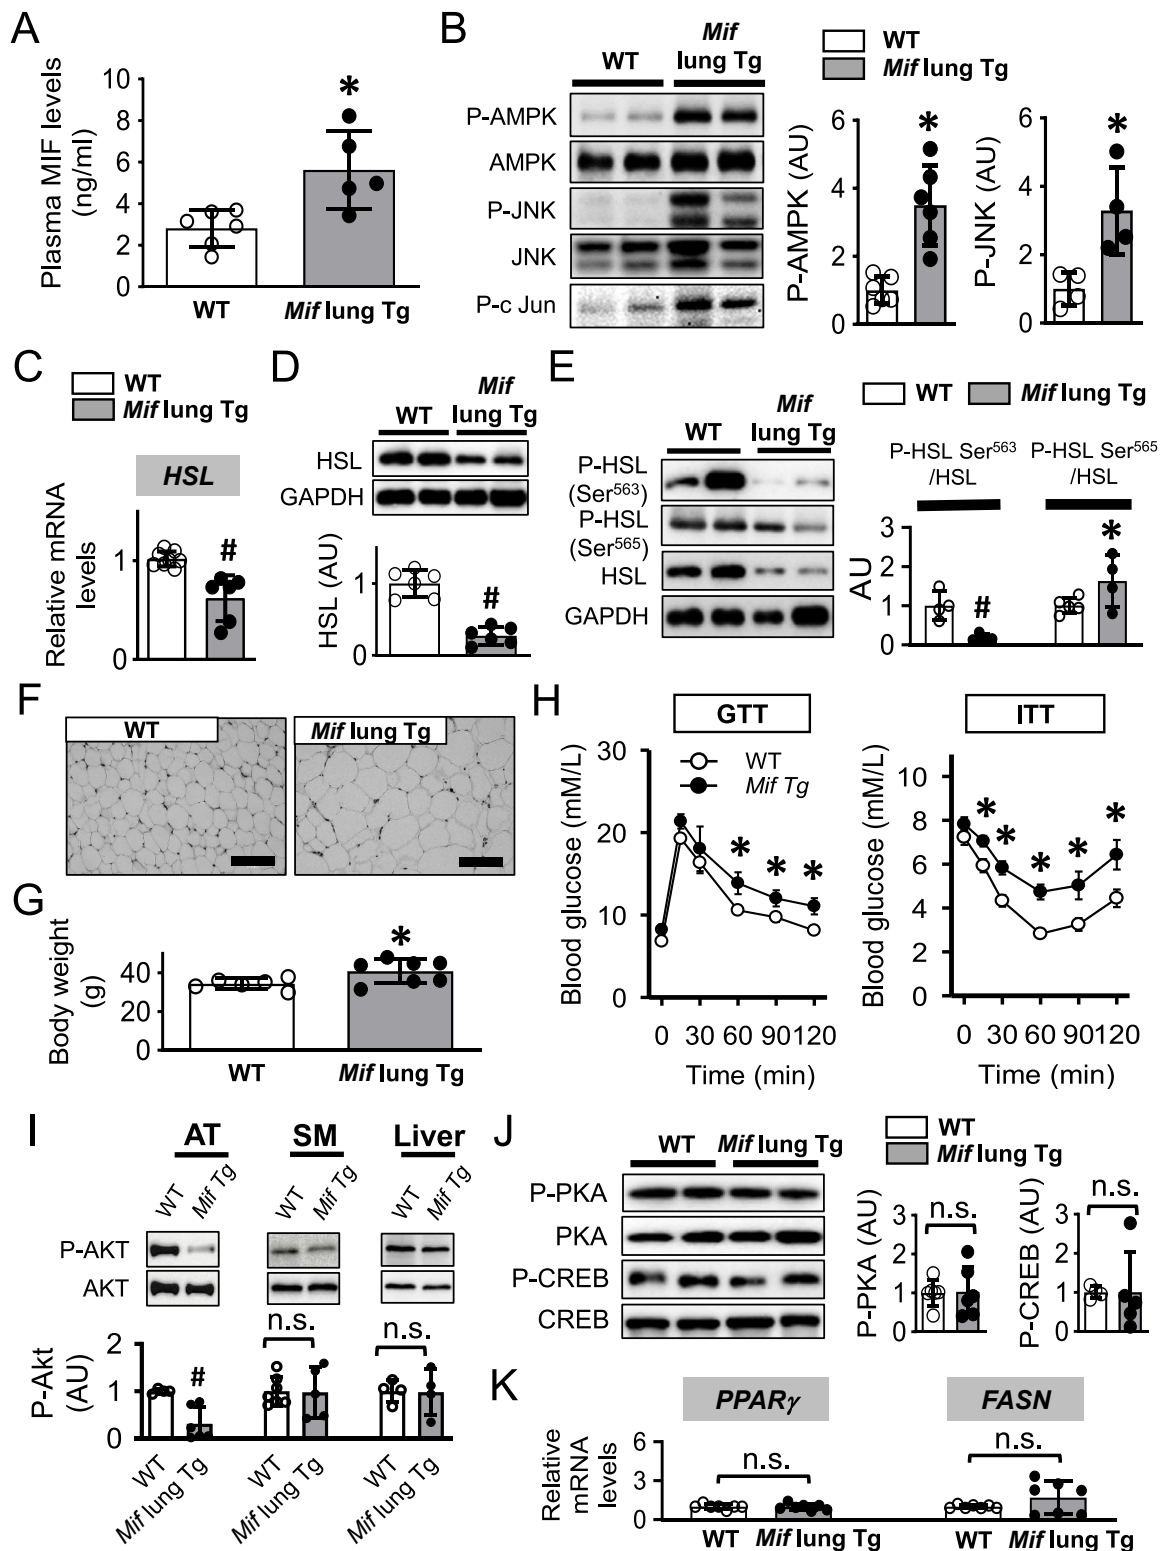 A
Plasma MIF levels
(ng/ml)
10
8
6
4
2
0
*
WT
Mif lung Tg
B
WT
Mif
lung Tg
P-AMPK
AMPK
P-JNK
JNK
P-c Jun
WT
Mif lung Tg
P-AMPK (AU)
6
4
2
0
*
P-JNK (AU)
6
4
2
0
*
C
WT
Mif lung Tg
HSL
Relative mRNA
levels
1
0
#
D
WT
Mif
lung Tg
HSL
GAPDH
HSL (AU)
1
0
#
E
WT
Mif
lung Tg
P-HSL
(Ser563)
P-HSL
(Ser565)
HSL
GAPDH
WT
Mif lung Tg
P-HSL Ser563
/HSL
P-HSL Ser565
/HSL
AU
3
2
1
0
#
*
F
WT
Mif lung Tg
G
Body weight
(g)
40
20
0
*
WT
Mif lung Tg
H
GTT
Blood glucose (mM/L)
30
20
10
0
WT
Mif Tg
* * *
0 30 60 90 120
Time (min)
ITT
Blood glucose (mM/L)
10
8
6
4
2
0
* * * * *
0 30 60 90 120
Time (min)
I
AT
SM
Liver
WT
Mif Tg
WT
Mif Tg
WT
Mif Tg
P-AKT
AKT
P-Akt
(AU)
2
1
0
#
n.s.
n.s.
WT
Mif lung Tg
WT
Mif lung Tg
WT
Mif lung Tg
J
WT
Mif lung Tg
P-PKA
PKA
P-CREB
CREB
WT
Mif lung Tg
P-PKA (AU)
3
2
1
0
n.s.
P-CREB (AU)
3
2
1
0
n.s.
K
PPARγ
FASN
Relative
mRNA
levels
6
3
0
n.s.
n.s.
WT
Mif lung Tg
WT
Mif lung Tg